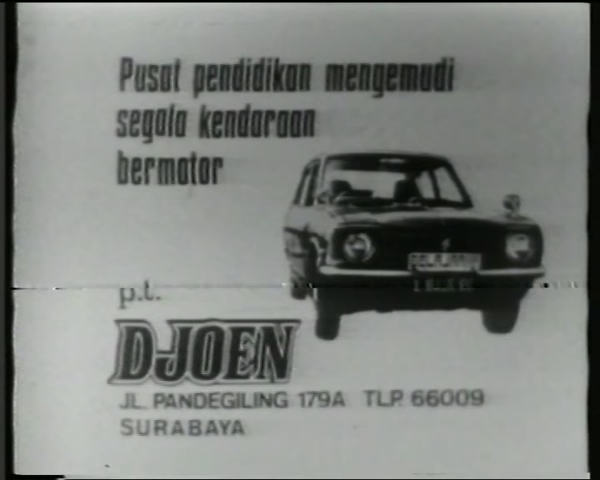 Pusat pendidikan mengemudi
segala kendaraan
bermotor
p.t.
DJOEN
JL. PANDEGILING 179A TLP. 66009
SURABAYA